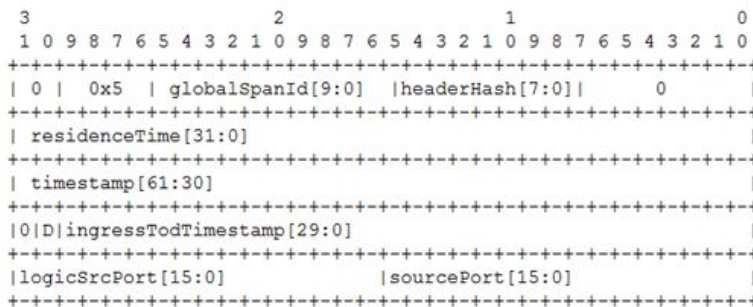 3 2 1 0
1 0 9 8 7 6 5 4 3 2 1 0 9 8 7 6 5 4 3 2 1 0 9 8 7 6 5 4 3 2 1 0
+-+-+-+-+-+-+-+-+-+-+-+-+-+-+-+-+-+-+-+-+-+-+-+-+-+-+-+-+-+-+-+-+
| 0 | 0x5 | globalSpanId[9:0] |headerHash[7:0]| 0 |
+-+-+-+-+-+-+-+-+-+-+-+-+-+-+-+-+-+-+-+-+-+-+-+-+-+-+-+-+-+-+-+-+
| residenceTime[31:0] |
+-+-+-+-+-+-+-+-+-+-+-+-+-+-+-+-+-+-+-+-+-+-+-+-+-+-+-+-+-+-+-+-+
| timestamp[61:30] |
+-+-+-+-+-+-+-+-+-+-+-+-+-+-+-+-+-+-+-+-+-+-+-+-+-+-+-+-+-+-+-+-+
|0|D|ingressTodTimestamp[29:0] |
+-+-+-+-+-+-+-+-+-+-+-+-+-+-+-+-+-+-+-+-+-+-+-+-+-+-+-+-+-+-+-+-+
|logicSrcPort[15:0] |sourcePort[15:0] |
+-+-+-+-+-+-+-+-+-+-+-+-+-+-+-+-+-+-+-+-+-+-+-+-+-+-+-+-+-+-+-+-+